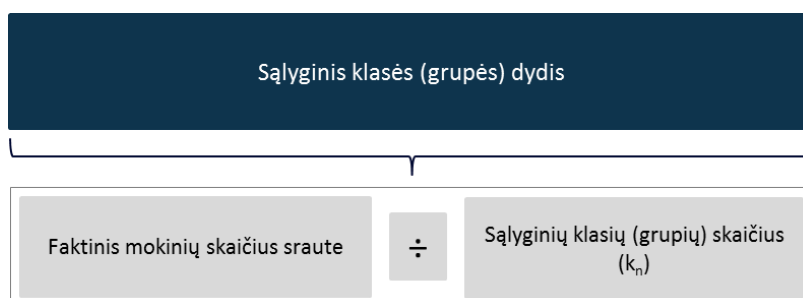 Sąlyginis klasės (grupės) dydis
Faktinis mokinių skaičius sraute
÷
Sąlyginių klasių (grupių) skaičius
(kₙ)